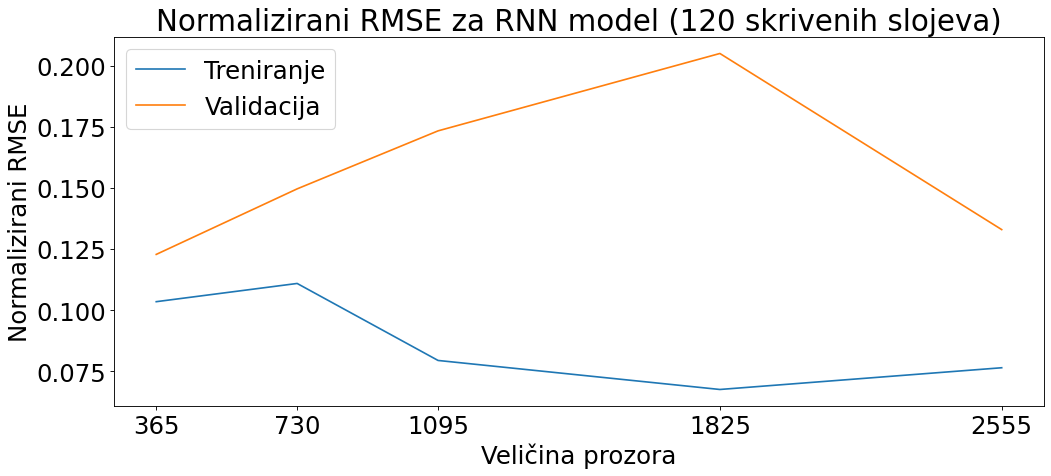 Normalizirani RMSE za RNN model (120 skrivenih slojeva)
Treniranje
Validacija
Normalizirani RMSE
0.200
0.175
0.150
0.125
0.100
0.075
365 730 1095 1825 2555
Veličina prozora